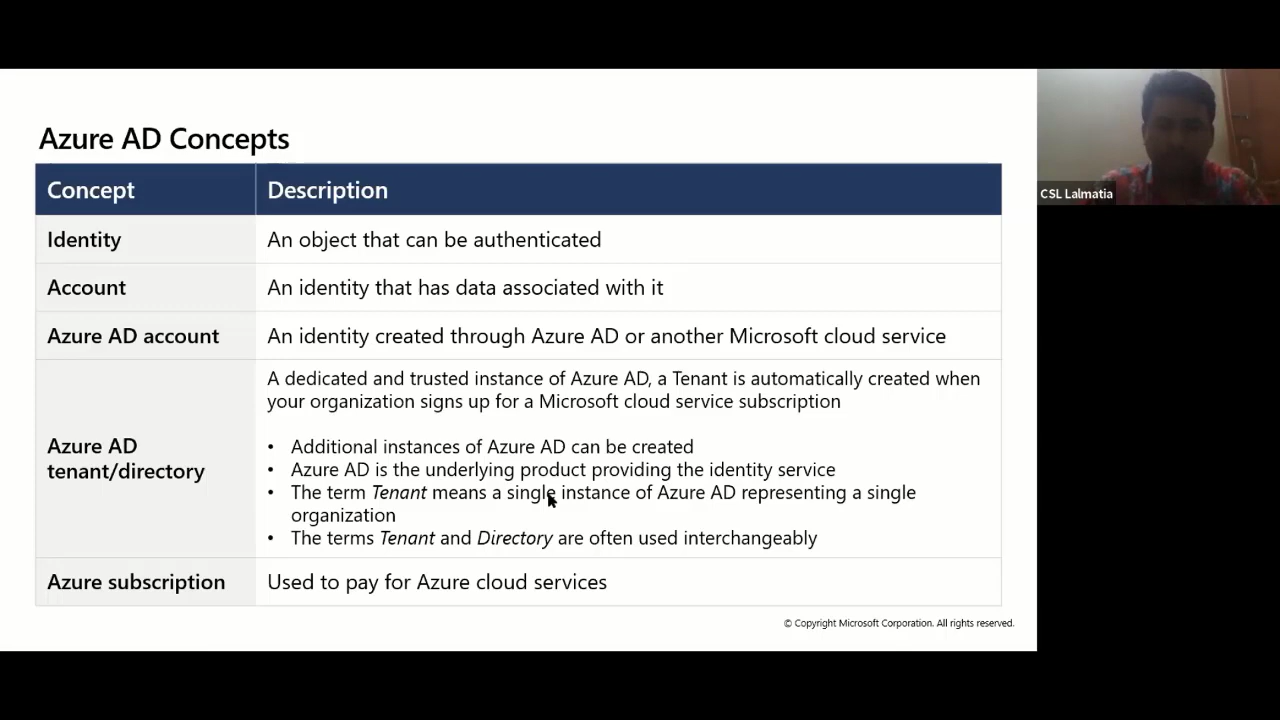 Azure AD Concepts
Concept
Description
Identity
An object that can be authenticated
Account
An identity that has data associated with it
Azure AD account
An identity created through Azure AD or another Microsoft cloud service
Azure AD
tenant/directory
A dedicated and trusted instance of Azure AD, a Tenant is automatically created when
your organization signs up for a Microsoft cloud service subscription
• Additional instances of Azure AD can be created
• Azure AD is the underlying product providing the identity service
• The term Tenant means a single instance of Azure AD representing a single
organization
• The terms Tenant and Directory are often used interchangeably
Azure subscription
Used to pay for Azure cloud services
© Copyright Microsoft Corporation. All rights reserved.
CSL Lalmatia